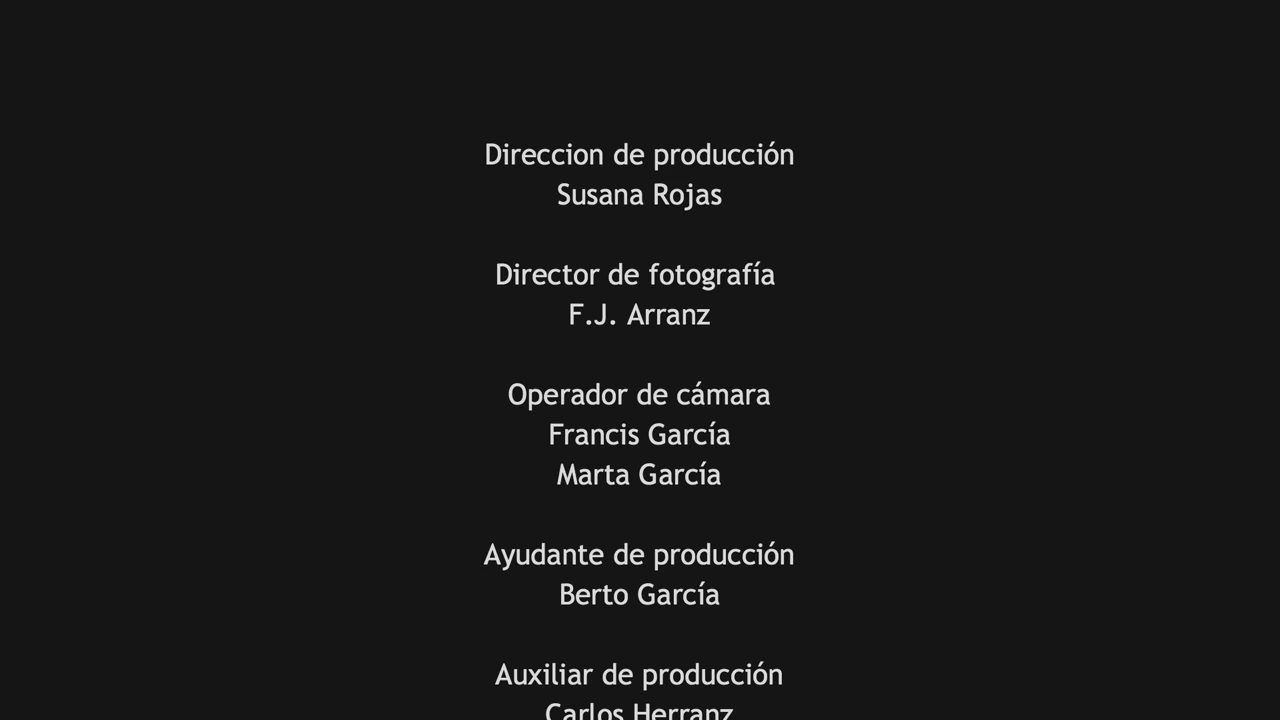 Direccion de producción
Susana Rojas
Director de fotografía
F.J. Arranz
Operador de cámara
Francis García
Marta García
Ayudante de producción
Berto García
Auxiliar de producción
Carlos Herranz